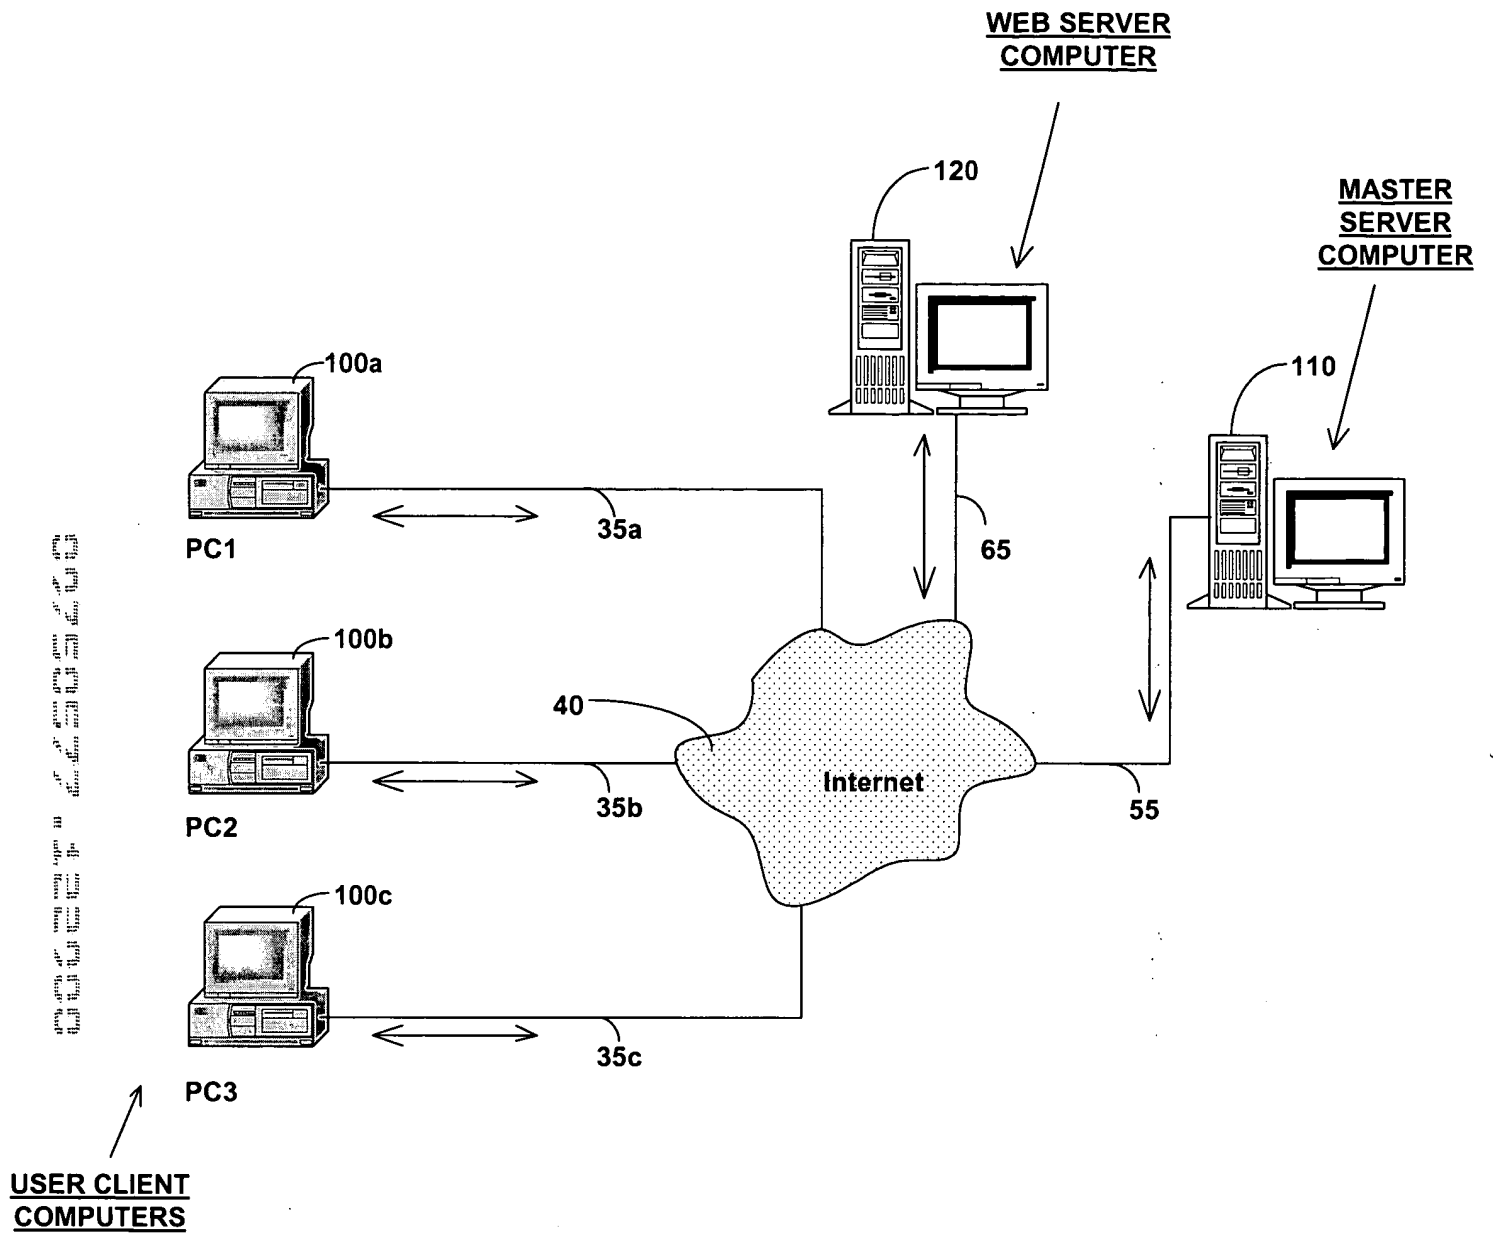 WEB SERVER
COMPUTER
120
MASTER
SERVER
COMPUTER
100a
110
35a
PC1
65
100b
40
Internet
35b
55
PC2
100c
35c
PC3
USER CLIENT
COMPUTERS